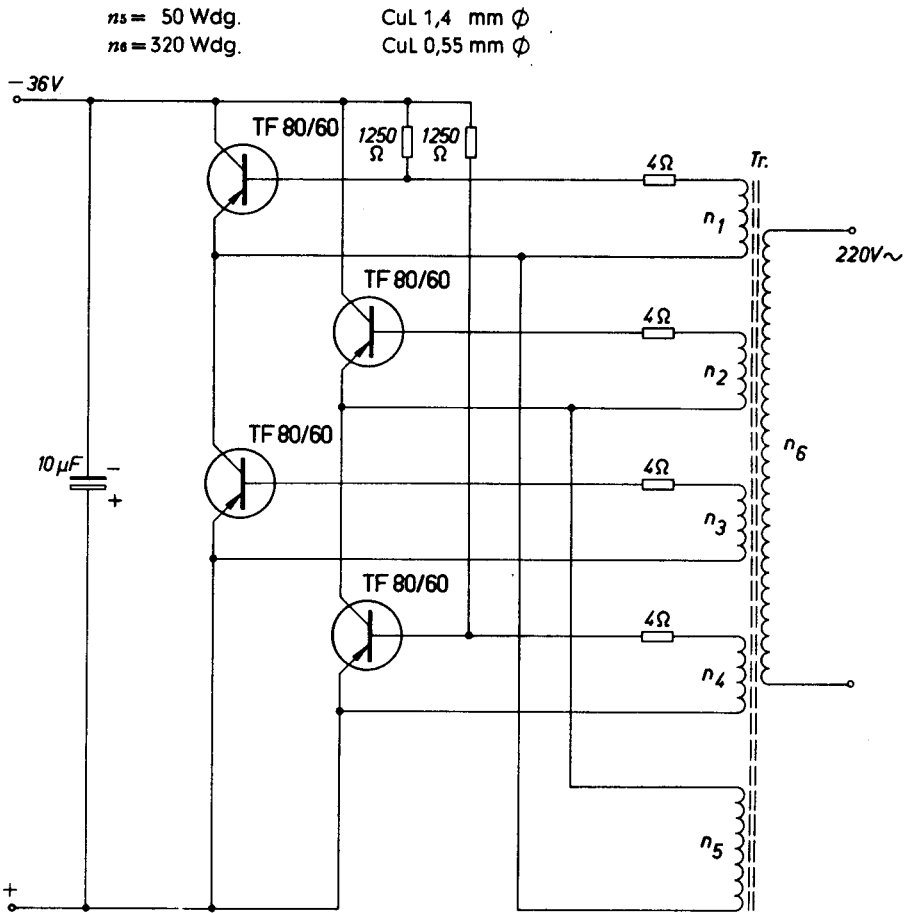 n5 = 50 Wdg. CuL 1,4 mm ϕ
n6 = 320 Wdg. CuL 0,55 mm ϕ
− 36V
TF 80/60
1250 Ω
1250 Ω
4Ω
Tr.
n1
220V~
TF 80/60
4Ω
n2
TF 80/60
n6
10 μF
−
+
4Ω
n3
TF 80/60
4Ω
n4
n5
+